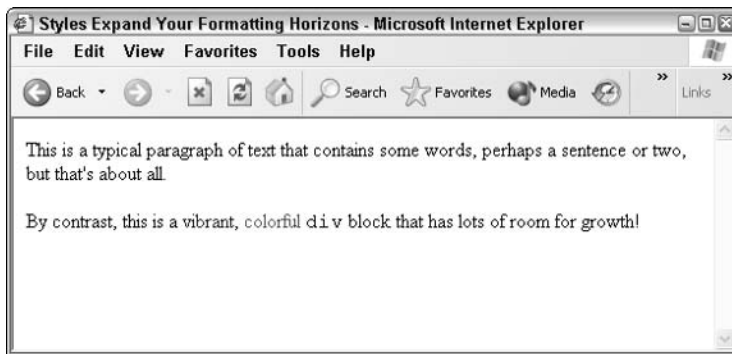 Styles Expand Your Formatting Horizons - Microsoft Internet Explorer
File Edit View Favorites Tools Help
Back Search Favorites Media Links
This is a typical paragraph of text that contains some words, perhaps a sentence or two,
but that's about all.
By contrast, this is a vibrant, colorful div block that has lots of room for growth!